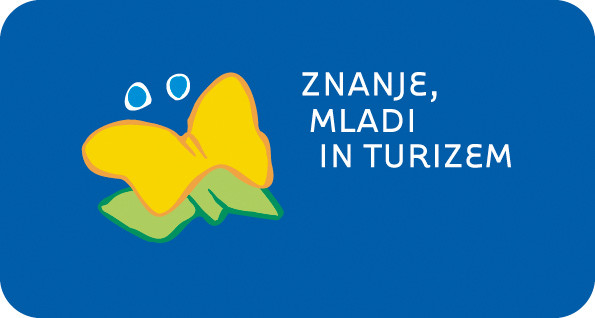 ZNANJE,
MLADI
IN TURIZEM